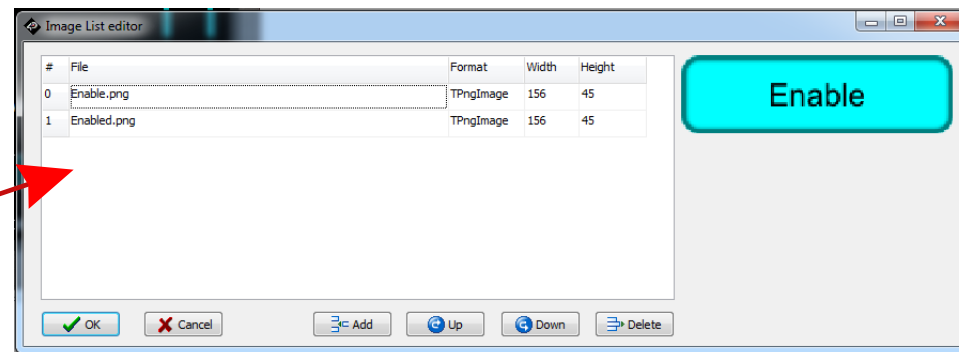 Image List editor
# File Format Width Height
0 Enable.png TPngImage 156 45
1 Enabled.png TPngImage 156 45
Enable
OK Cancel Add Up Down Delete